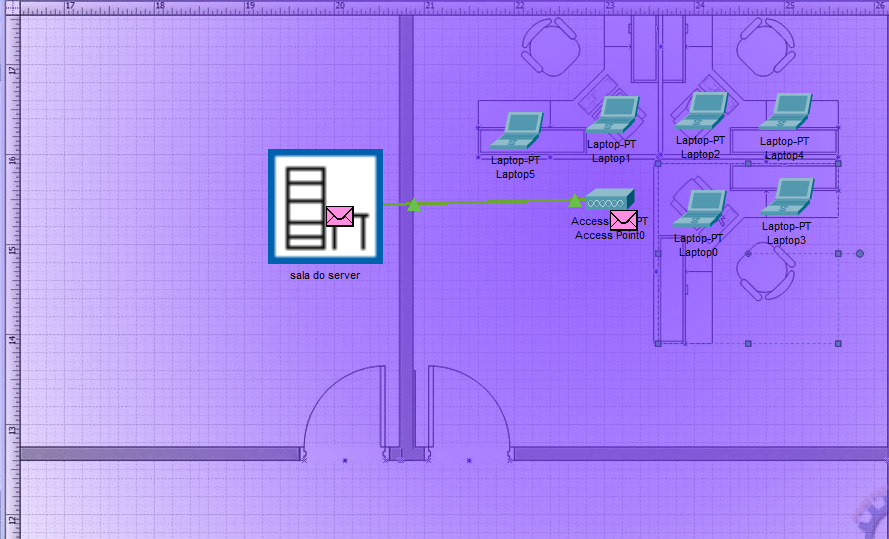 17 19 20 21 22 23 24 25 26
17
16
15
14
13
12
Laptop-PT
Laptop5
Laptop-PT
Laptop1
Laptop-PT
Laptop2
Laptop-PT
Laptop4
Laptop-PT
Laptop0
Laptop-PT
Laptop3
Access PT
Access Point0
sala do server